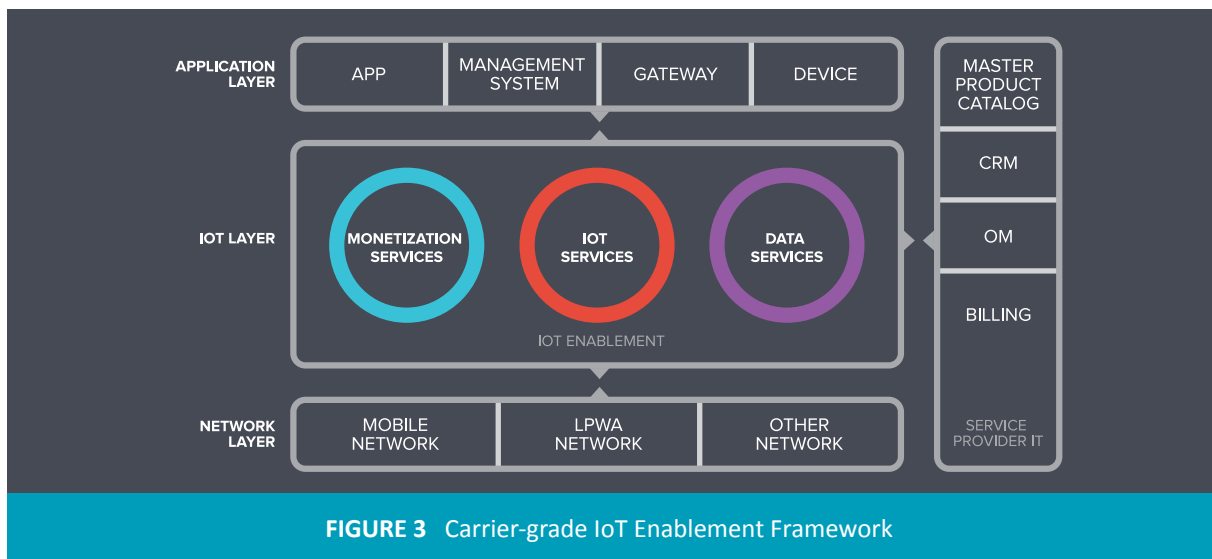 APPLICATION
LAYER
APP
MANAGEMENT
SYSTEM
GATEWAY
DEVICE
IOT LAYER
MONETIZATION
SERVICES
IOT
SERVICES
DATA
SERVICES
IOT ENABLEMENT
NETWORK
LAYER
MOBILE
NETWORK
LPWA
NETWORK
OTHER
NETWORK
MASTER
PRODUCT
CATALOG
CRM
OM
BILLING
SERVICE
PROVIDER IT
FIGURE 3 Carrier-grade IoT Enablement Framework